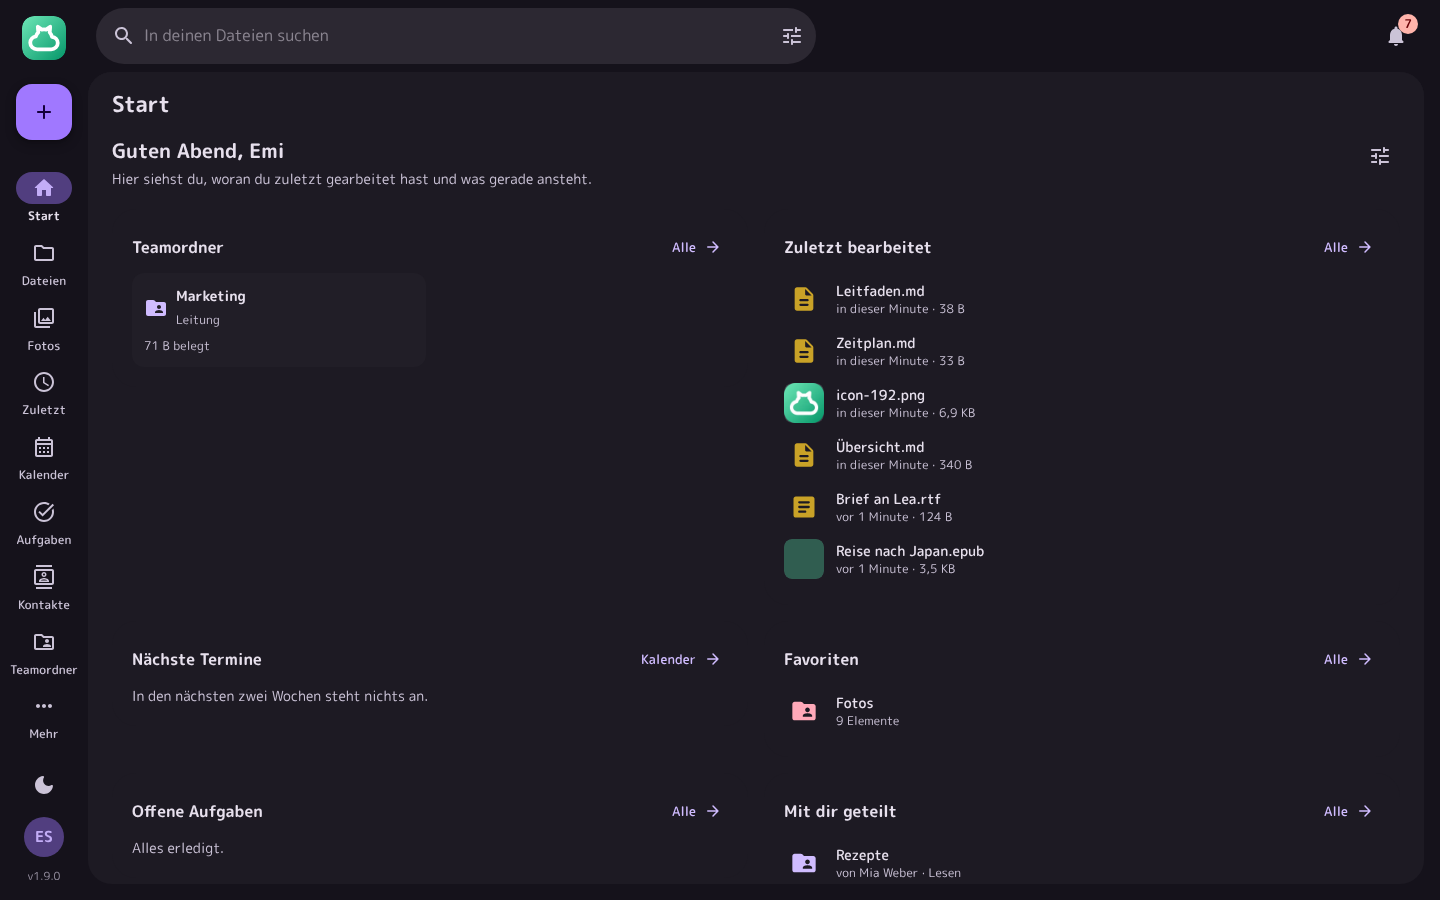 In deinen Dateien suchen
7
Start
Guten Abend, Emi
Hier siehst du, woran du zuletzt gearbeitet hast und was gerade ansteht.
Start
Dateien
Fotos
Zuletzt
Kalender
Aufgaben
Kontakte
Teamordner
Mehr
ES
v1.9.0
Teamordner
Alle
Marketing
Leitung
71 B belegt
Zuletzt bearbeitet
Alle
Leitfaden.md
in dieser Minute · 38 B
Zeitplan.md
in dieser Minute · 33 B
icon-192.png
in dieser Minute · 6,9 KB
Übersicht.md
in dieser Minute · 340 B
Brief an Lea.rtf
vor 1 Minute · 124 B
Reise nach Japan.epub
vor 1 Minute · 3,5 KB
Nächste Termine
Kalender
In den nächsten zwei Wochen steht nichts an.
Favoriten
Alle
Fotos
9 Elemente
Offene Aufgaben
Alle
Alles erledigt.
Mit dir geteilt
Alle
Rezepte
von Mia Weber · Lesen